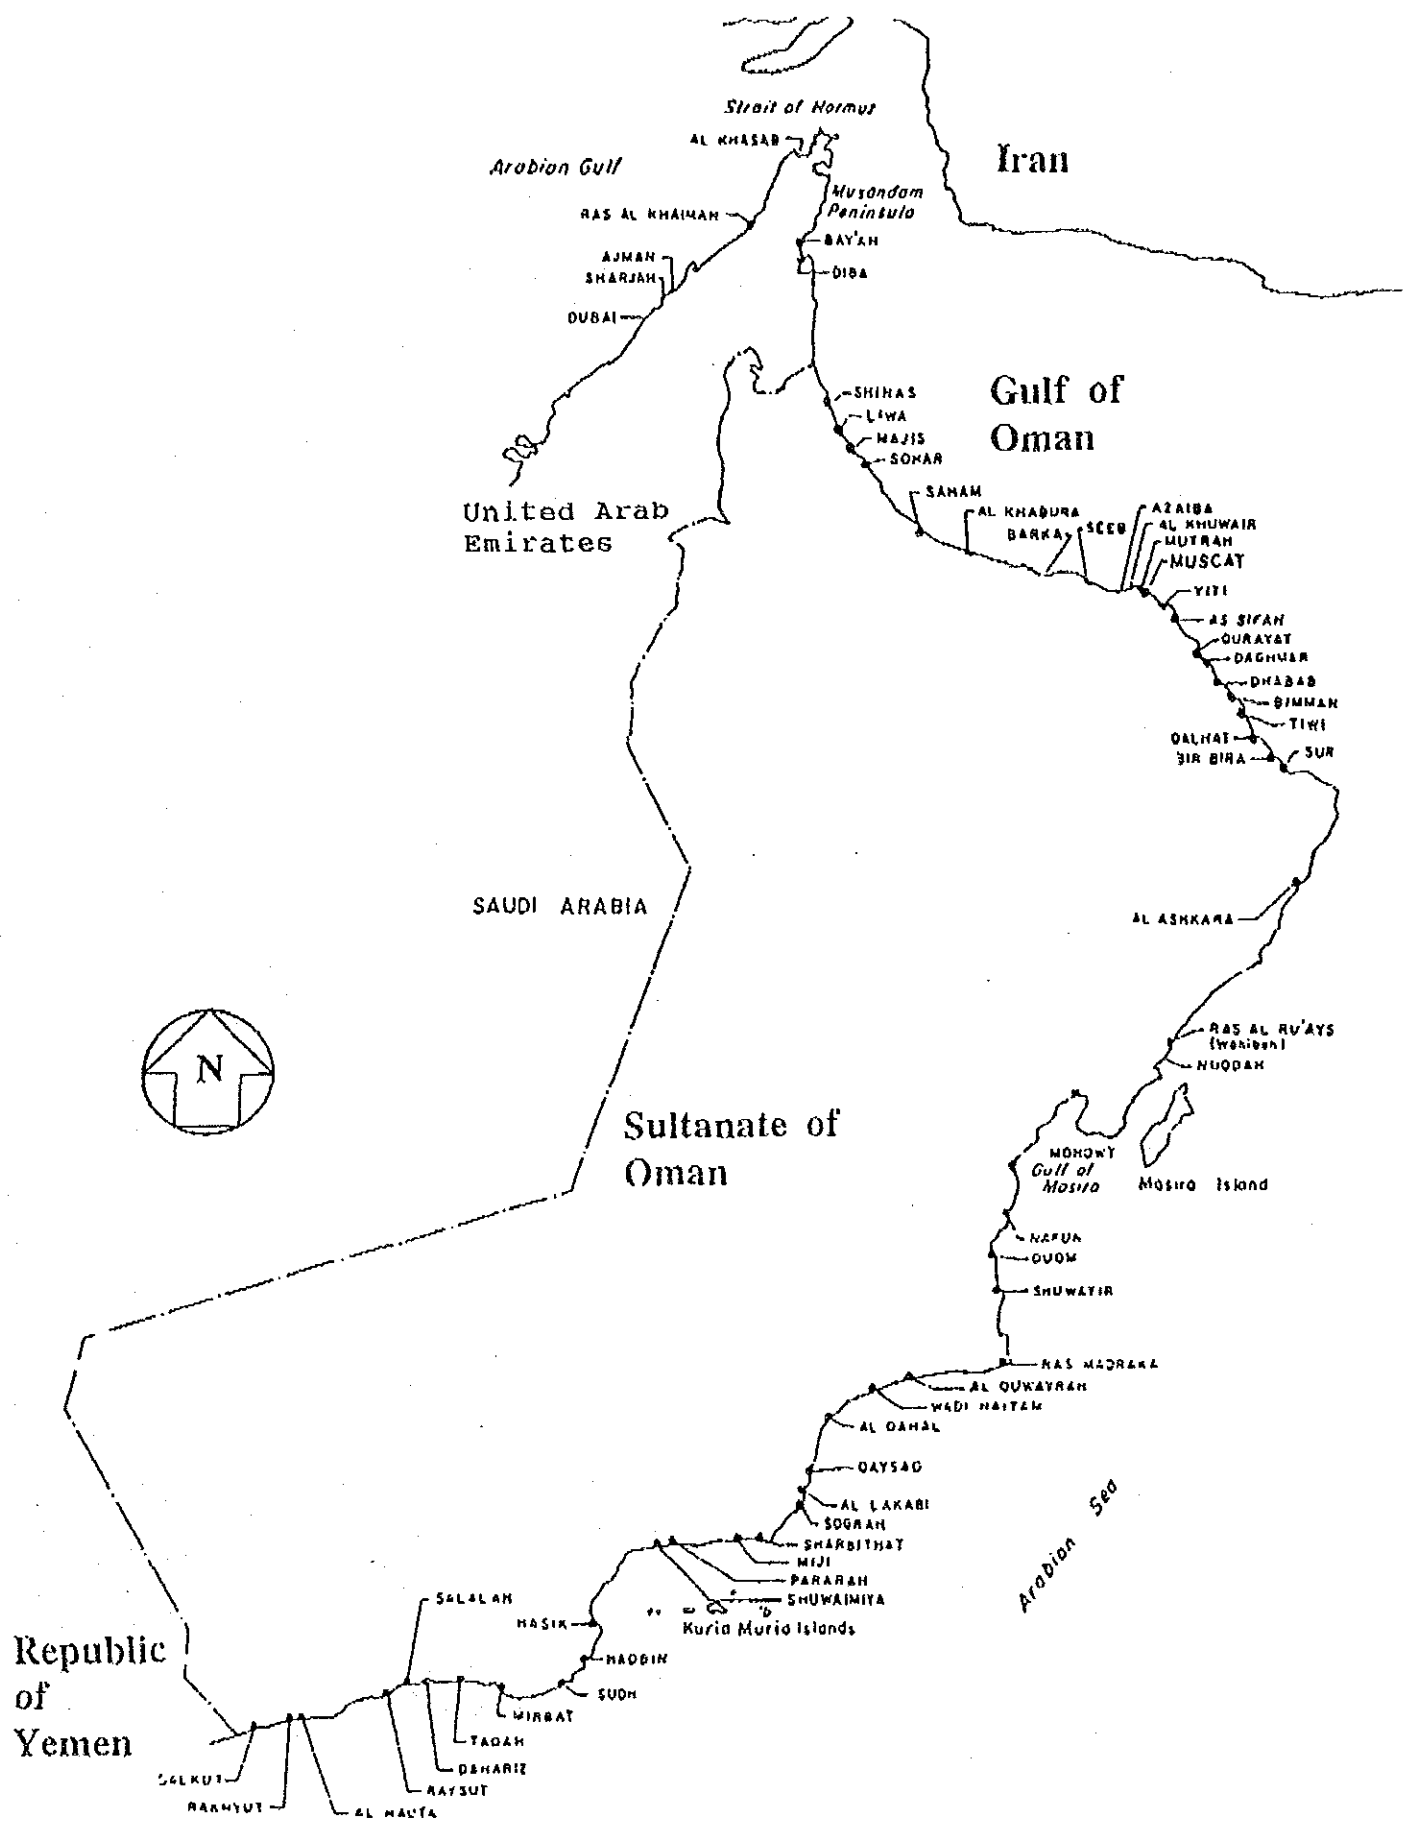 Strait of Hormus
AL KHASAB
Arabian Gulf
Iran
Musandam
Peninsula
RAS AL KHAIMAH
BAY'AH
AJMAN
SHARJAH
DIBA
DUBAI
Gulf of
Oman
SHINAS
LIWA
MAJIS
SOHAR
SAHAM
AL KHABURA
BARKA
SEEB
AZAIBA
AL KHUWAIR
MUTRAH
MUSCAT
United Arab
Emirates
YITI
AS SIFAH
QURAYAT
DAGHMAR
DHABAB
BIMMAH
TIWI
QALHAT
BIR BIRA
SUR
SAUDI ARABIA
AL ASHKARA
N
RAS AL RU'AYS
(Wahibah)
NUQDAH
Sultanate of
Oman
MOHOWT
Gulf of
Masira
Masira Island
NAFUN
DUQM
SHUWAYIR
RAS MADRAKA
AL QUWAYRAH
WADI HAITAM
AL DAHAL
QAYSAD
AL LAKABI
SOQRAH
SHARBITHAT
MIJI
PARARAH
SHUWAIMIYA
Kuria Muria Islands
Arabian Sea
SALALAH
HASIK
HADBIN
SUDH
MIRBAT
TAQAH
DAHARIZ
RAYSUT
Republic
of
Yemen
DALKUT
RAKHYUT
AL HAUTA